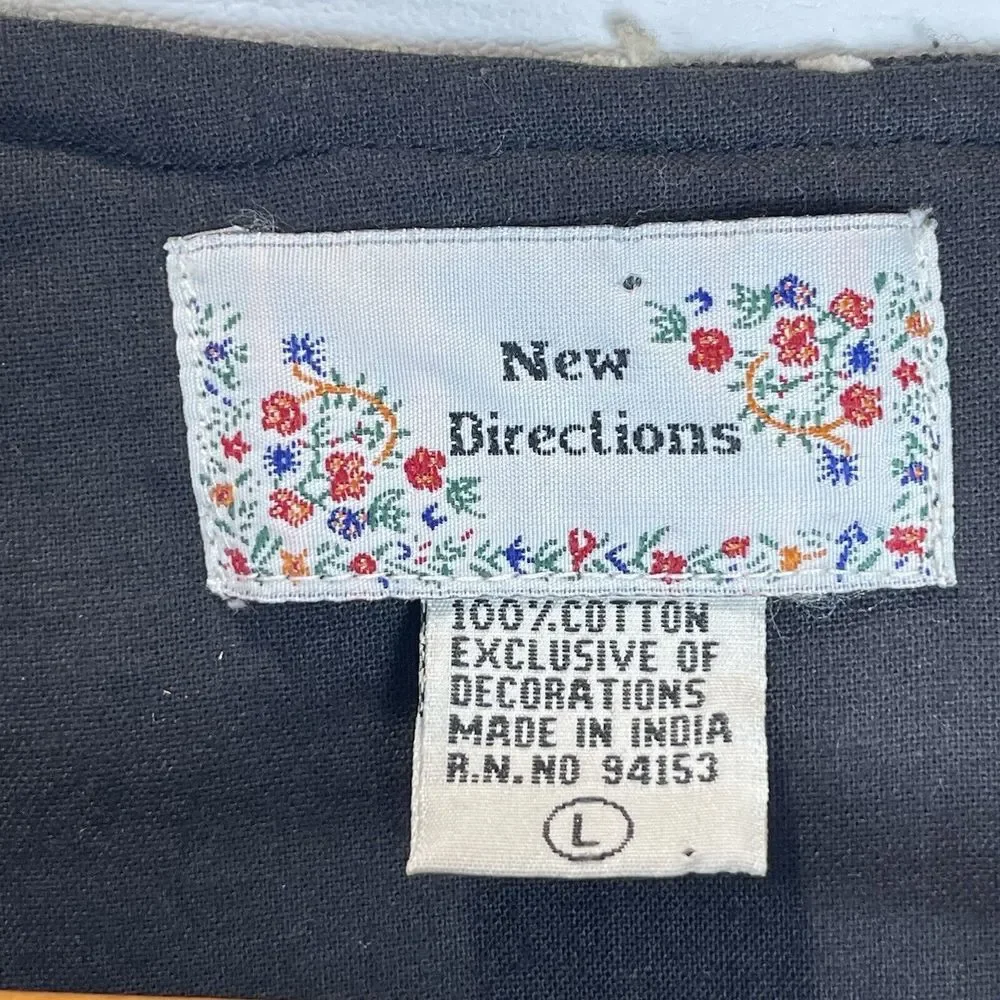 New
Directions
100% COTTON
EXCLUSIVE OF
DECORATIONS
MADE IN INDIA
R.N.NO 94153
L